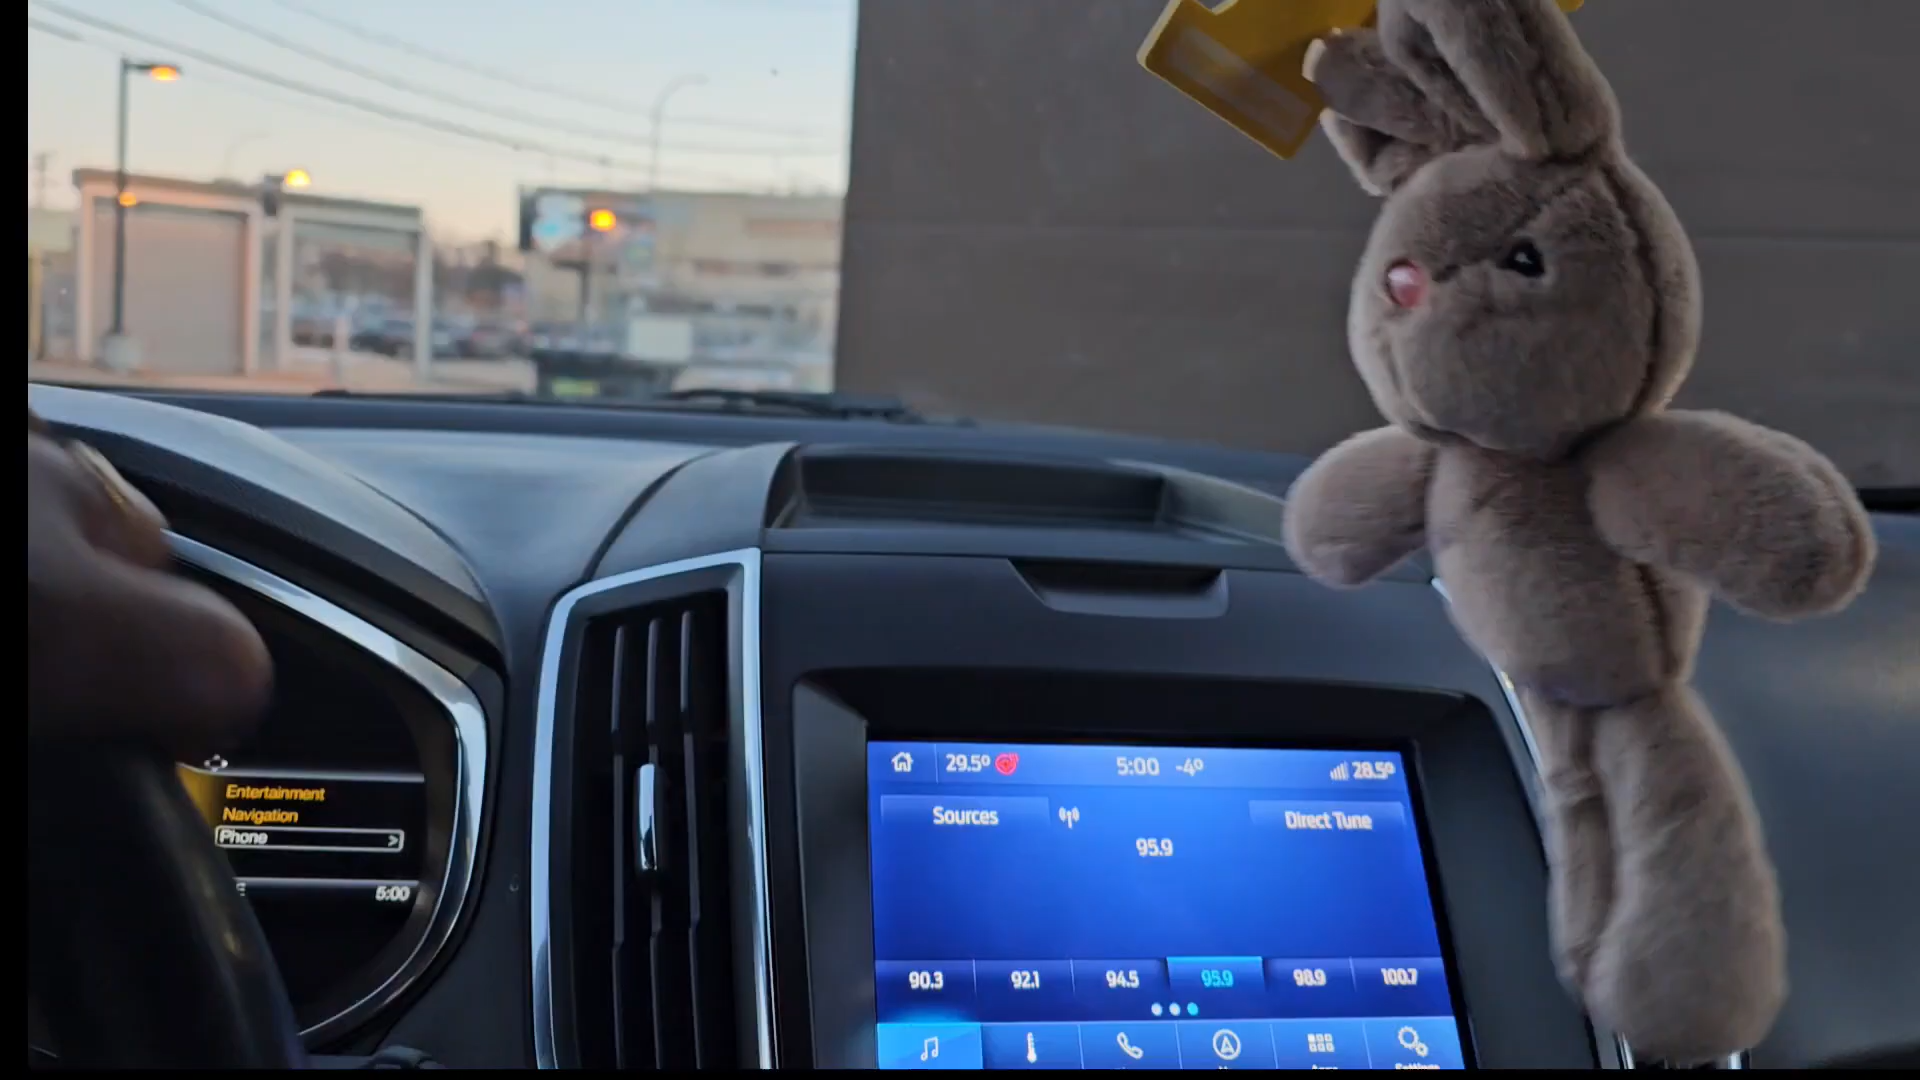 Entertainment
Navigation
Phone >
E 5:00
29.5° 5:00 -4° 28.5°
Sources Direct Tune
95.9
90.3 92.1 94.5 95.9 98.9 100.7